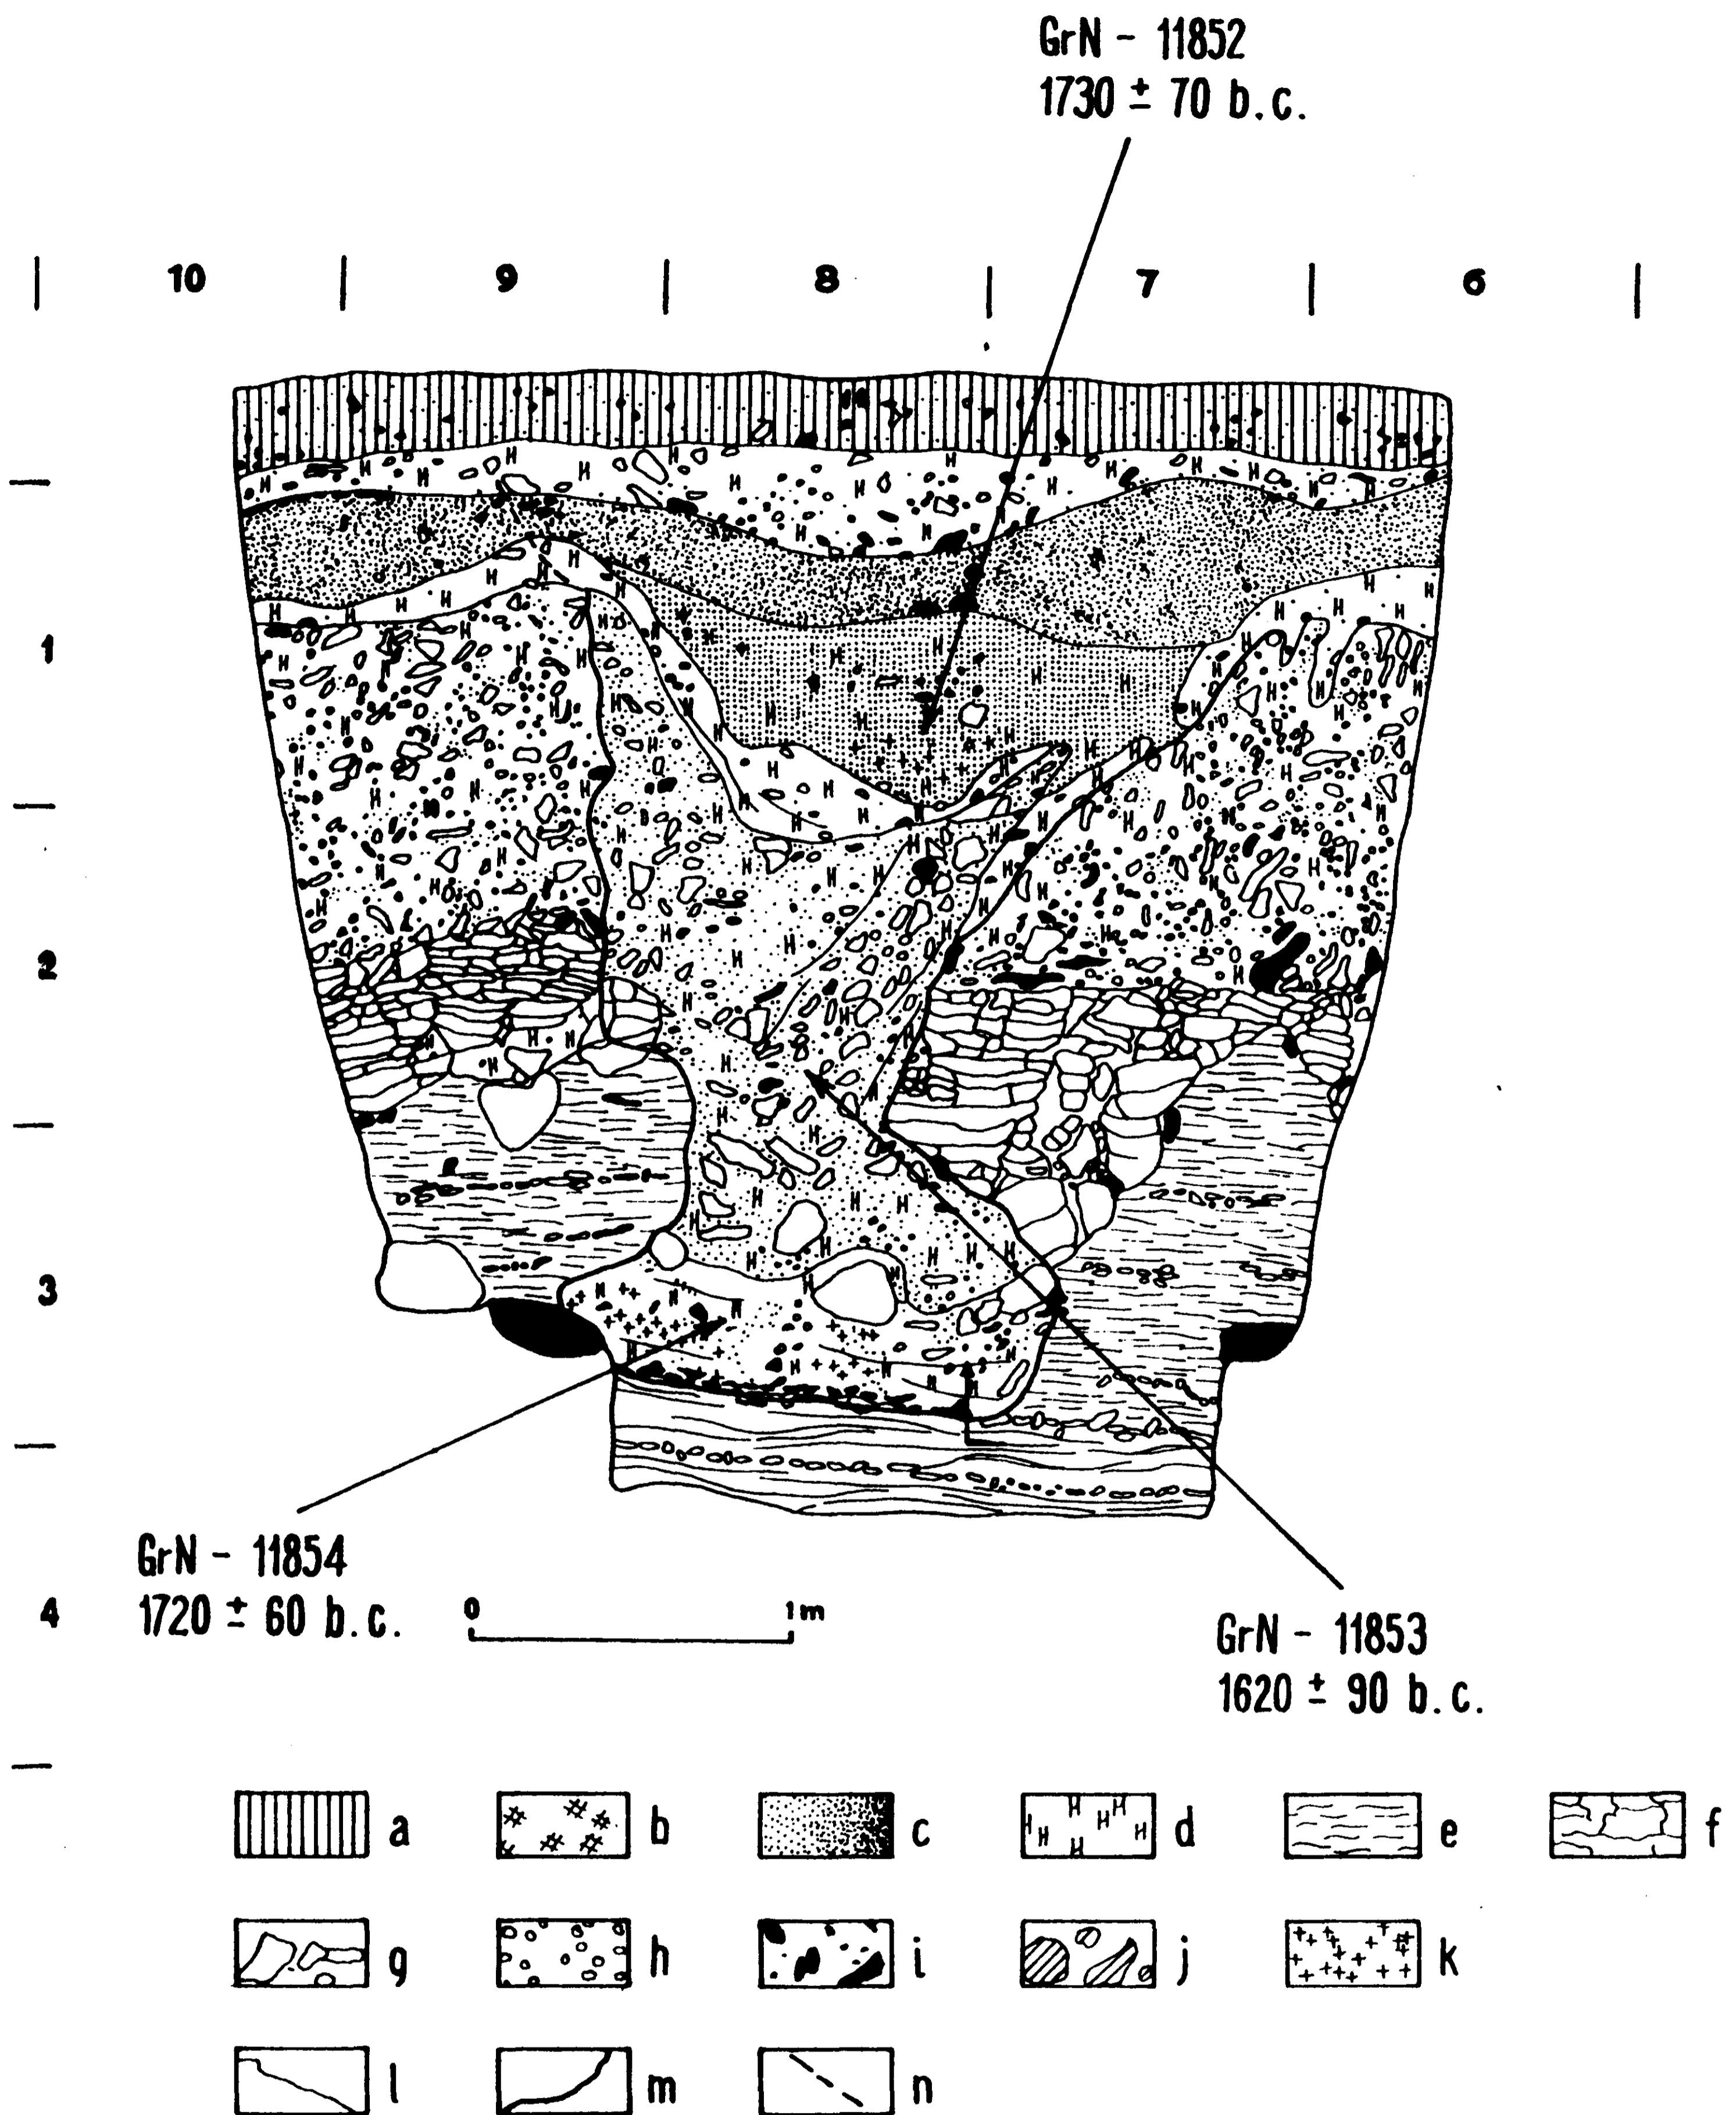 GrN - 11852
1730 ± 70 b.c.
10 9 8 7 6
1
2
3
GrN - 11854
1720 ± 60 b.c.
4
0 1m
GrN - 11853
1620 ± 90 b.c.
a b c d e f
g h i j k
l m n